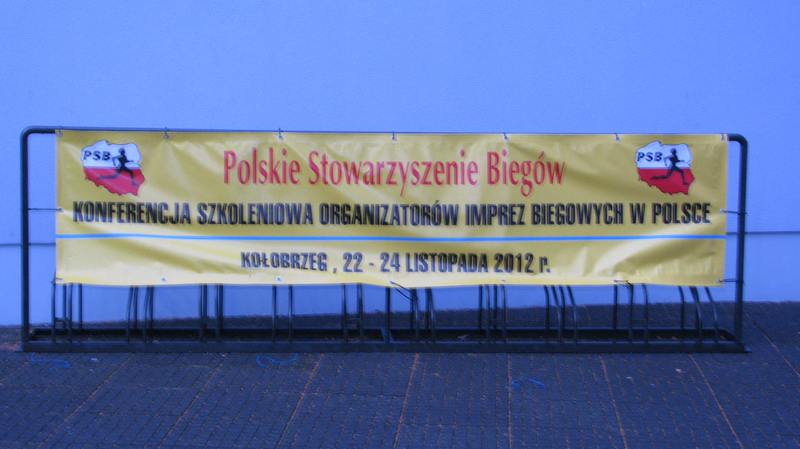 PSB
Polskie Stowarzyszenie Biegów
PSB
KONFERENCJA SZKOLENIOWA ORGANIZATORÓW IMPREZ BIEGOWYCH W POLSCE
KOŁOBRZEG , 22 - 24 LISTOPADA 2012 r.